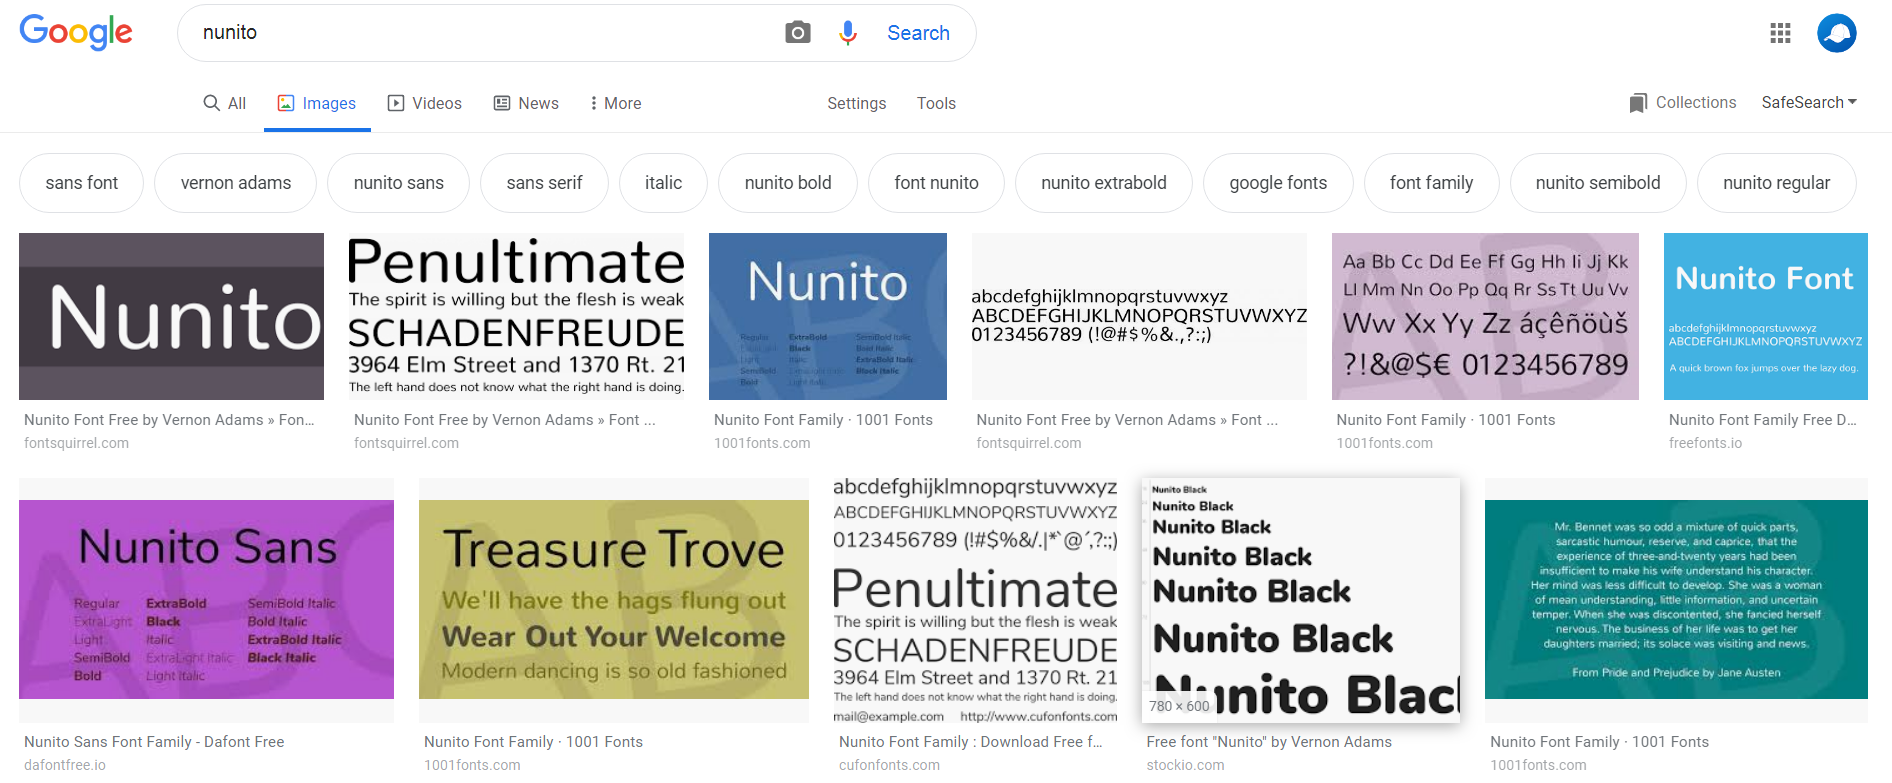 Google
nunito
Search
All
Images
Videos
News
More
Settings
Tools
Collections
SafeSearch
sans font
vernon adams
nunito sans
sans serif
italic
nunito bold
font nunito
nunito extrabold
google fonts
font family
nunito semibold
nunito regular
Nunito
Nunito Font Free by Vernon Adams » Fon...
fontsquirrel.com
Penultimate
The spirit is willing but the flesh is weak
SCHADENFREUDE
3964 Elm Street and 1370 Rt. 21
The left hand does not know what the right hand is doing.
Nunito Font Free by Vernon Adams » Font ...
fontsquirrel.com
Nunito
Regular ExtraBold SemiBold Italic
ExtraLight Black Bold Italic
Light Italic ExtraBold Italic
SemiBold ExtraLight Italic Black Italic
Bold Light Italic
Nunito Font Family · 1001 Fonts
1001fonts.com
abcdefghijklmnopqrstuvwxyz
ABCDEFGHIJKLMNOPQRSTUVWXYZ
0123456789 (!@#$%&.,?:;)
Nunito Font Free by Vernon Adams » Font ...
fontsquirrel.com
Aa Bb Cc Dd Ee Ff Gg Hh Ii Jj Kk
Ll Mm Nn Oo Pp Qq Rr Ss Tt Uu Vv
Ww Xx Yy Zz áçêñöùš
?!&@$€ 0123456789
Nunito Font Family · 1001 Fonts
1001fonts.com
Nunito Font
abcdefghijklmnopqrstuvwxyz
ABCDEFGHIJKLMNOPQRSTUVWXYZ
A quick brown fox jumps over the lazy dog.
Nunito Font Family Free D...
freefonts.io
Nunito Sans
Regular ExtraBold SemiBold Italic
ExtraLight Black Bold Italic
Light Italic ExtraBold Italic
SemiBold ExtraLight Italic Black Italic
Bold Light Italic
Nunito Sans Font Family - Dafont Free
dafontfree.io
Treasure Trove
We'll have the hags flung out
Wear Out Your Welcome
Modern dancing is so old fashioned
Nunito Font Family · 1001 Fonts
1001fonts.com
abcdefghijklmnopqrstuvwxyz
ABCDEFGHIJKLMNOPQRSTUVWXYZ
0123456789 (!#$%&/.|*`@´,?:;)
Penultimate
The spirit is willing but the flesh is weak
SCHADENFREUDE
3964 Elm Street and 1370 Rt. 21
The left hand does not know what the right hand is doing.
mail@example.com http://www.cufonfonts.com
Nunito Font Family : Download Free f...
cufonfonts.com
Nunito Black
Nunito Black
Nunito Black
Nunito Black
Nunito Black
Nunito Black
Nunito Black
780 × 600
Free font "Nunito" by Vernon Adams
stockio.com
Mr. Bennet was so odd a mixture of quick parts,
sarcastic humour, reserve, and caprice, that the
experience of three-and-twenty years had been
insufficient to make his wife understand his character.
Her mind was less difficult to develop. She was a woman
of mean understanding, little information, and uncertain
temper. When she was discontented, she fancied herself
nervous. The business of her life was to get her
daughters married; its solace was visiting and news.
From Pride and Prejudice by Jane Austen
Nunito Font Family · 1001 Fonts
1001fonts.com